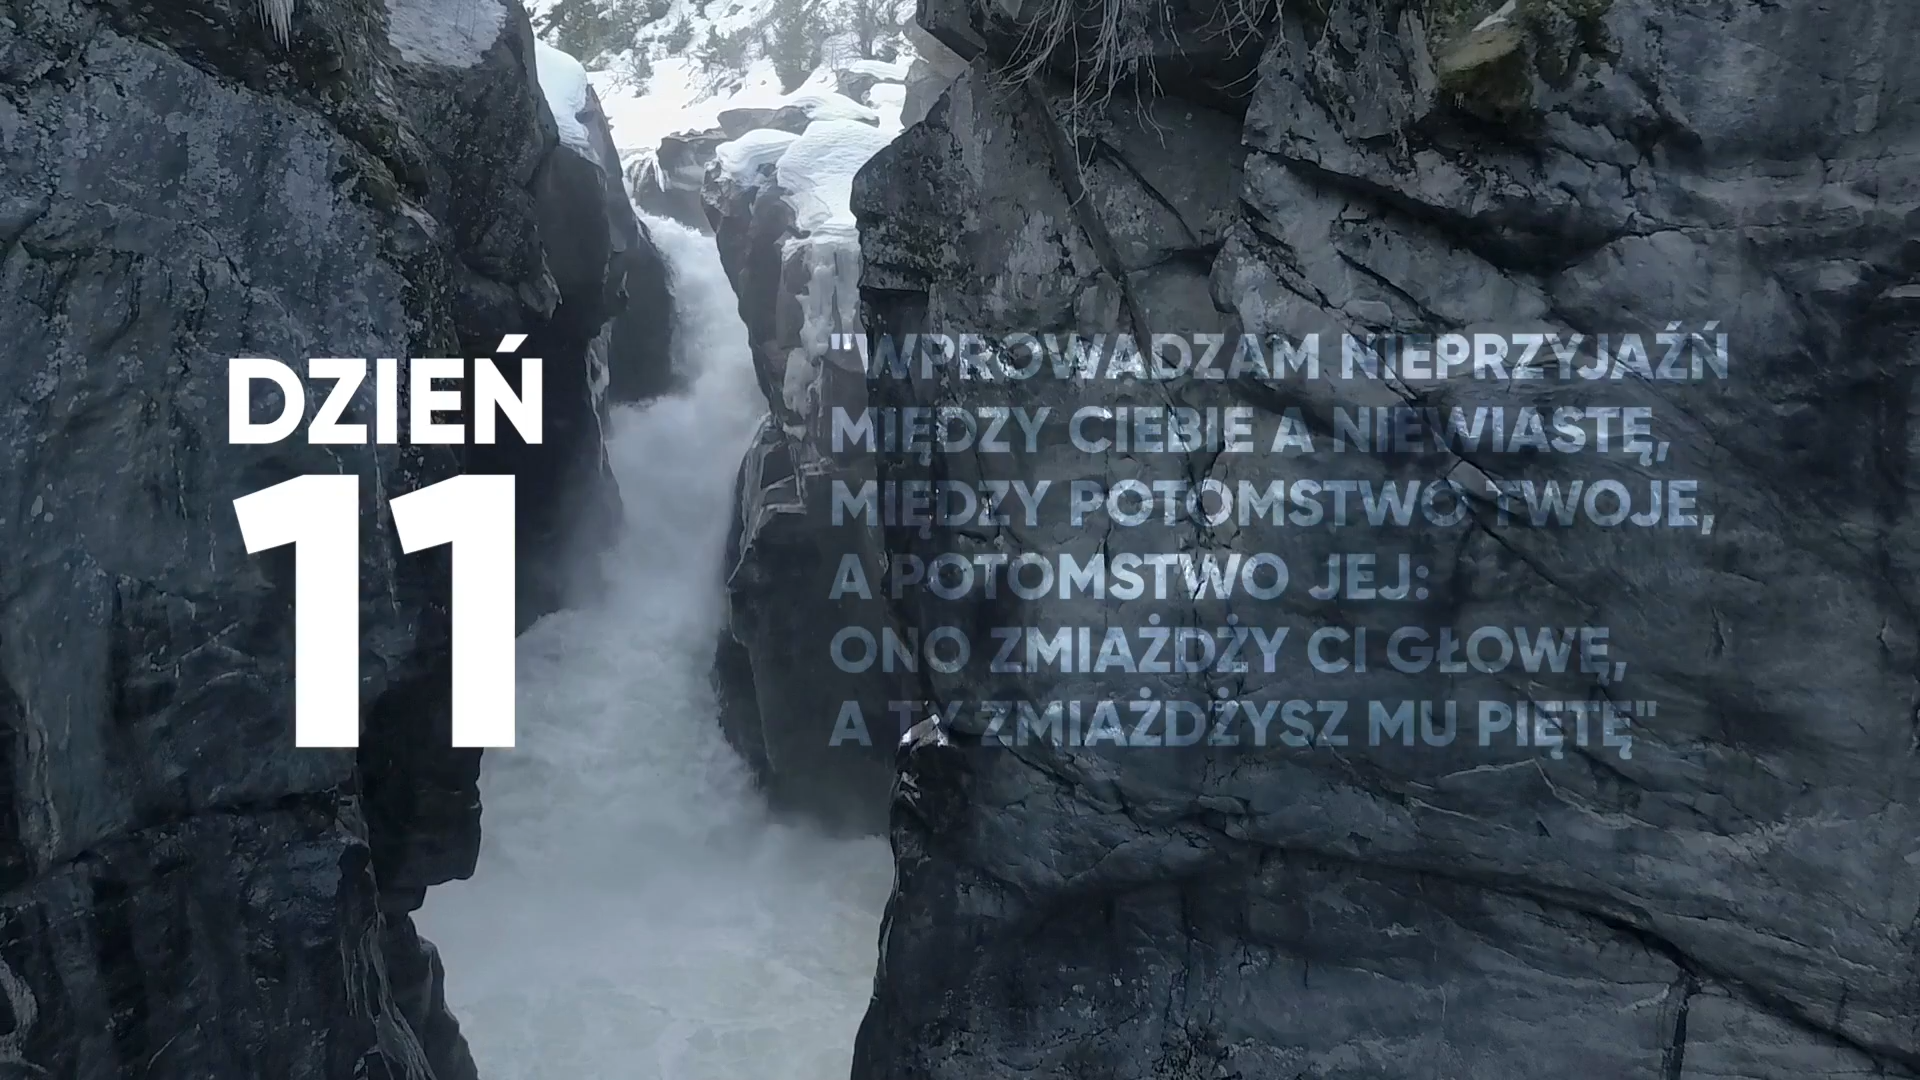 DZIEŃ
11
"WPROWADZAM NIEPRZYJAŹŃ
MIĘDZY CIEBIE A NIEWIASTĘ,
MIĘDZY POTOMSTWO TWOJE,
A POTOMSTWO JEJ:
ONO ZMIAŻDŻY CI GŁOWĘ,
A TY ZMIAŻDŻYSZ MU PIĘTĘ"